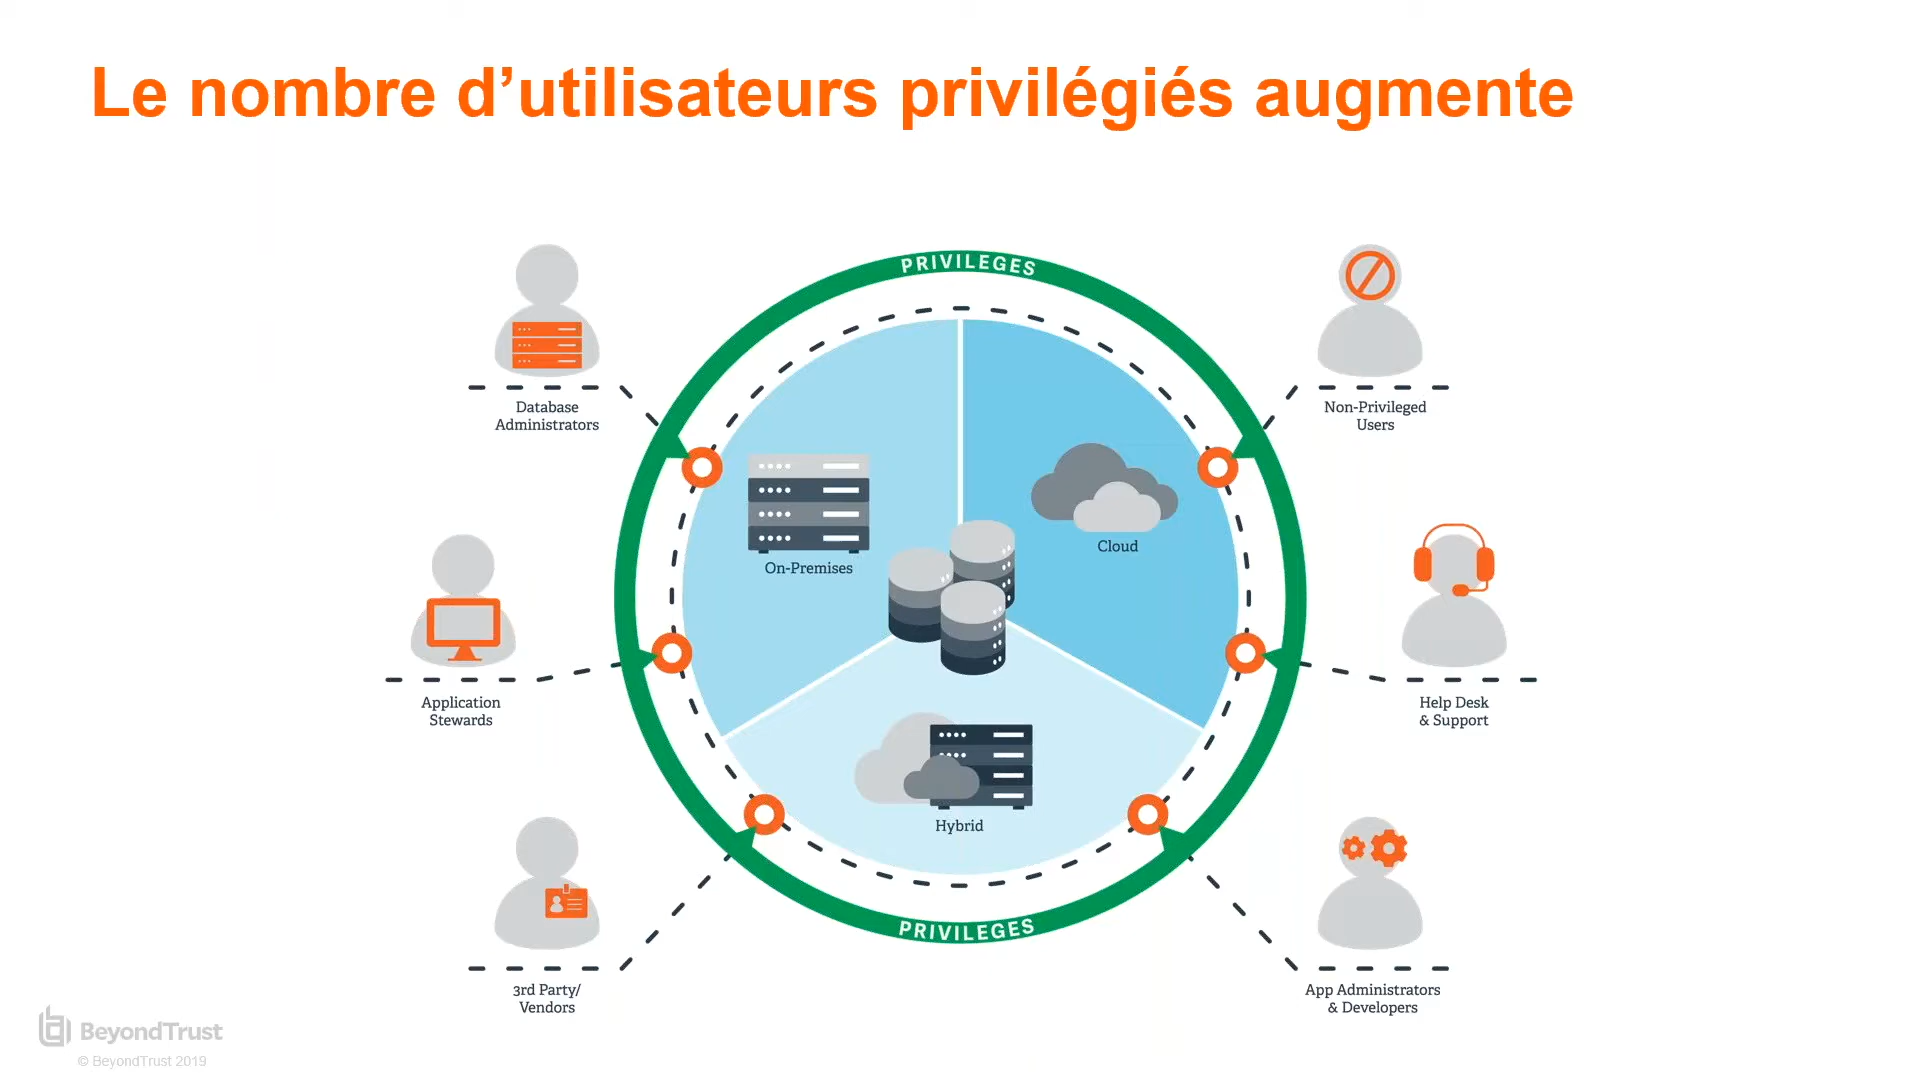 Le nombre d’utilisateurs privilégiés augmente
PRIVILEGES
Database
Administrators
Non-Privileged
Users
On-Premises
Cloud
Application
Stewards
Help Desk
& Support
Hybrid
PRIVILEGES
3rd Party/
Vendors
App Administrators
& Developers
BeyondTrust
© BeyondTrust 2019